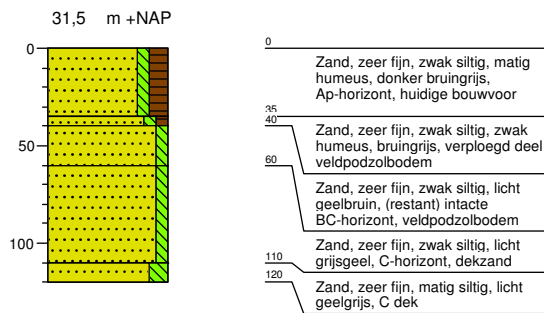 31,5 m +NAP
0
50
100
0
Zand, zeer fijn, zwak siltig, matig
humeus, donker bruingrijs,
Ap-horizont, huidige bouwvoor
35
40
Zand, zeer fijn, zwak siltig, zwak
humeus, bruingrijs, verploegd deel
veldpodzolbodem
60
Zand, zeer fijn, zwak siltig, licht
geelbruin, (restant) intacte
BC-horizont, veldpodzolbodem
110
Zand, zeer fijn, zwak siltig, licht
grijsgeel, C-horizont, dekzand
120
Zand, zeer fijn, matig siltig, licht
geelgrijs, C dek